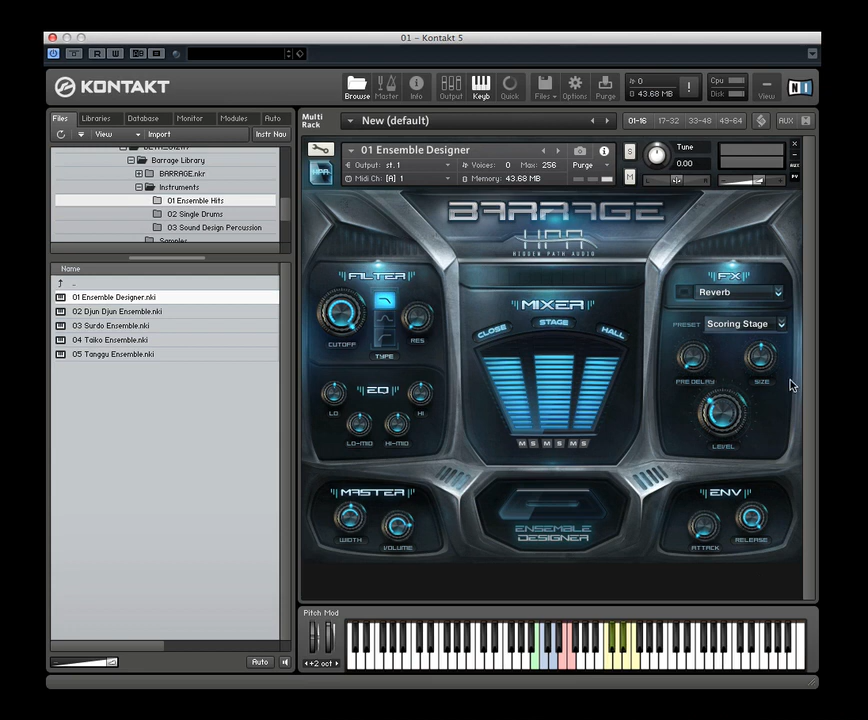 01 – Kontakt 5
R W
KONTAKT
Browse Master Info Output Keyb Quick Files Options Purge
0
0 43.68 MB
!
Cpu
Disk
View
NI
Files Libraries Database Monitor Modules Auto
View Import Instr Nav
Barrage Library
BARRAGE.nkr
Instruments
01 Ensemble Hits
02 Single Drums
03 Sound Design Percussion
Samples
Name
..
01 Ensemble Designer.nki
02 Djun Djun Ensemble.nki
03 Surdo Ensemble.nki
04 Taiko Ensemble.nki
05 Tanggu Ensemble.nki
Auto
Multi Rack
New (default)
01-16 17-32 33-48 49-64 AUX
01 Ensemble Designer
Output: st.1 Voices: 0 Max: 256 Purge
Midi Ch: [A] 1 Memory: 43.68 MB
S
M
Tune
0.00
AUX
PV
BARRAGE
HPA
HIDDEN PATH AUDIO
FILTER
CUTOFF
RES
TYPE
EQ
LO
HI
LO-MID
HI-MID
MIXER
CLOSE STAGE HALL
M S M S M S
FX
Reverb
PRESET Scoring Stage
PRE DELAY SIZE
LEVEL
MASTER
WIDTH
VOLUME
ENSEMBLE
DESIGNER
ENV
ATTACK
RELEASE
Pitch Mod
+2 oct